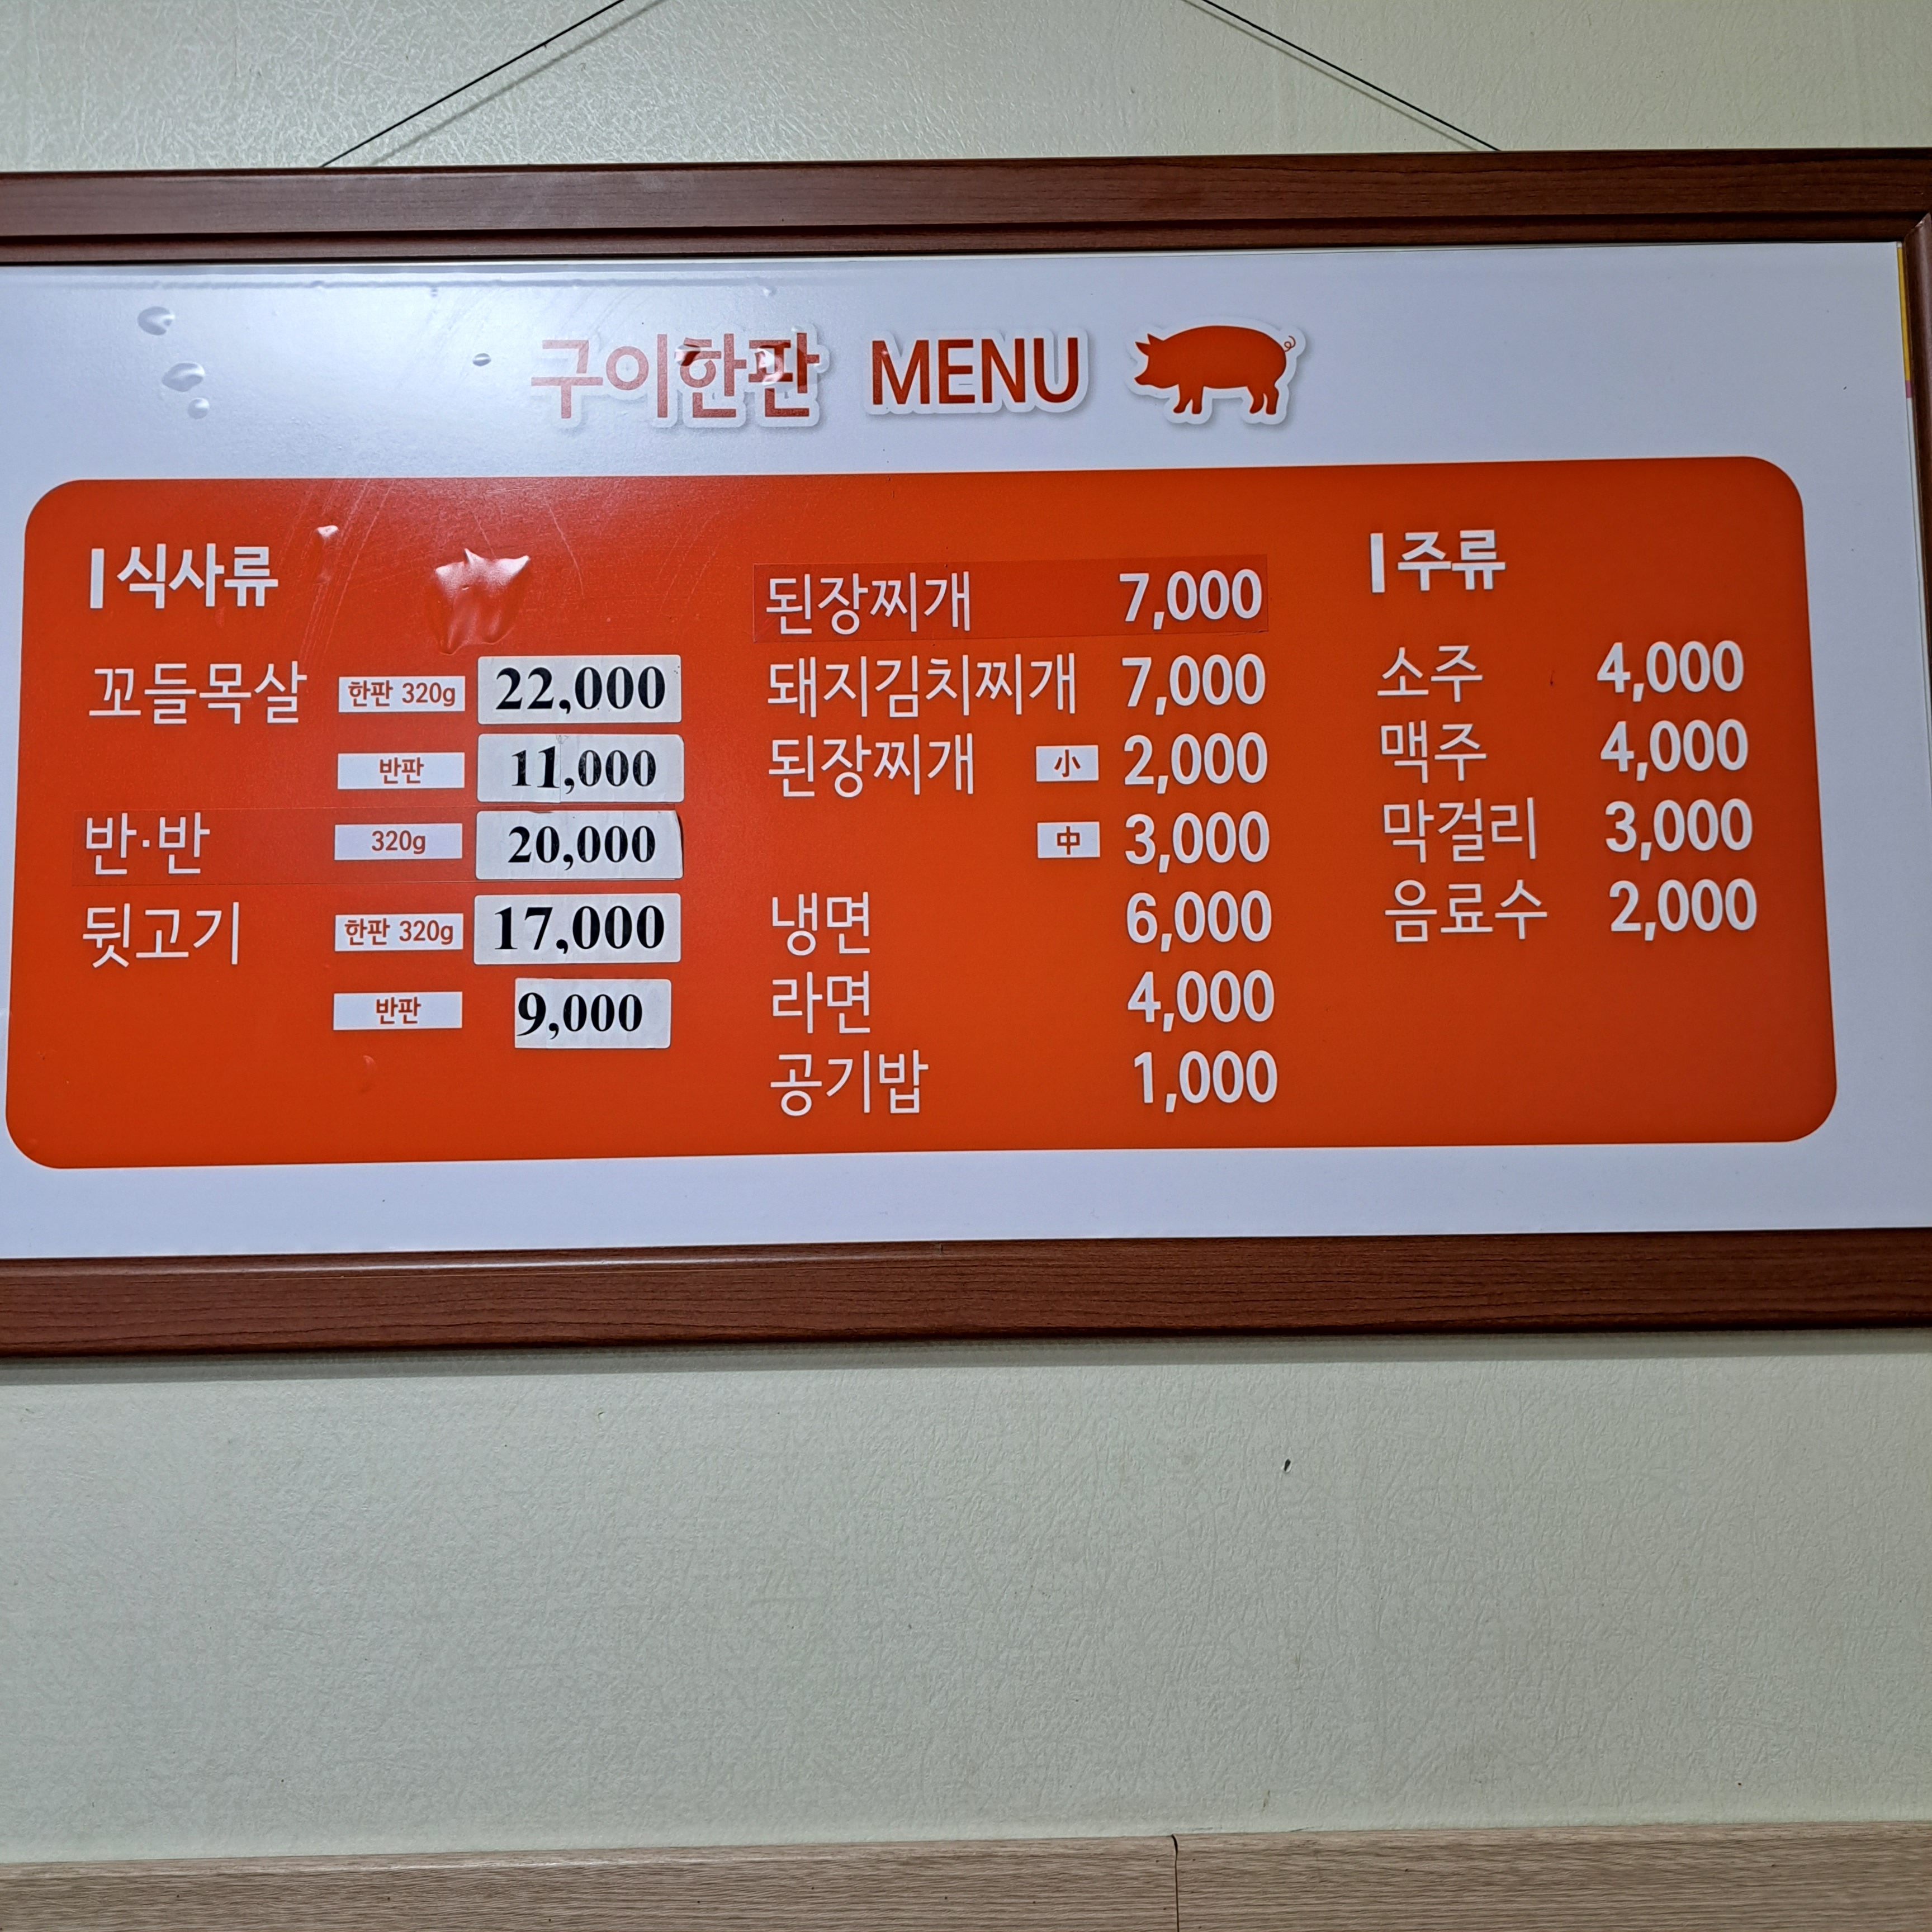 구이한판 MENU
식사류
꼬들목살 한판 320g 22,000
반판 11,000
반·반 320g 20,000
뒷고기 한판 320g 17,000
반판 9,000
된장찌개 7,000
돼지김치찌개 7,000
된장찌개 小 2,000
中 3,000
냉면 6,000
라면 4,000
공기밥 1,000
주류
소주 4,000
맥주 4,000
막걸리 3,000
음료수 2,000